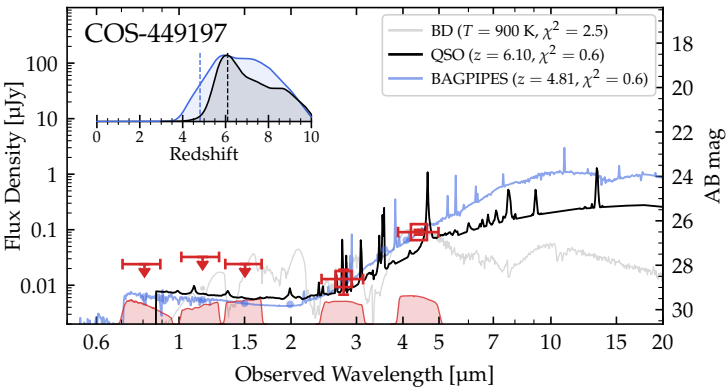 COS-449197
BD (T = 900 K, χ² = 2.5)
QSO (z = 6.10, χ² = 0.6)
BAGPIPES (z = 4.81, χ² = 0.6)
0 2 4 6 8 10
Redshift
Flux Density [μJy]
100
10
1
0.1
0.01
AB mag
18
20
22
24
26
28
30
0.6 1 1.5 2 3 4 5 7 10 15 20
Observed Wavelength [μm]